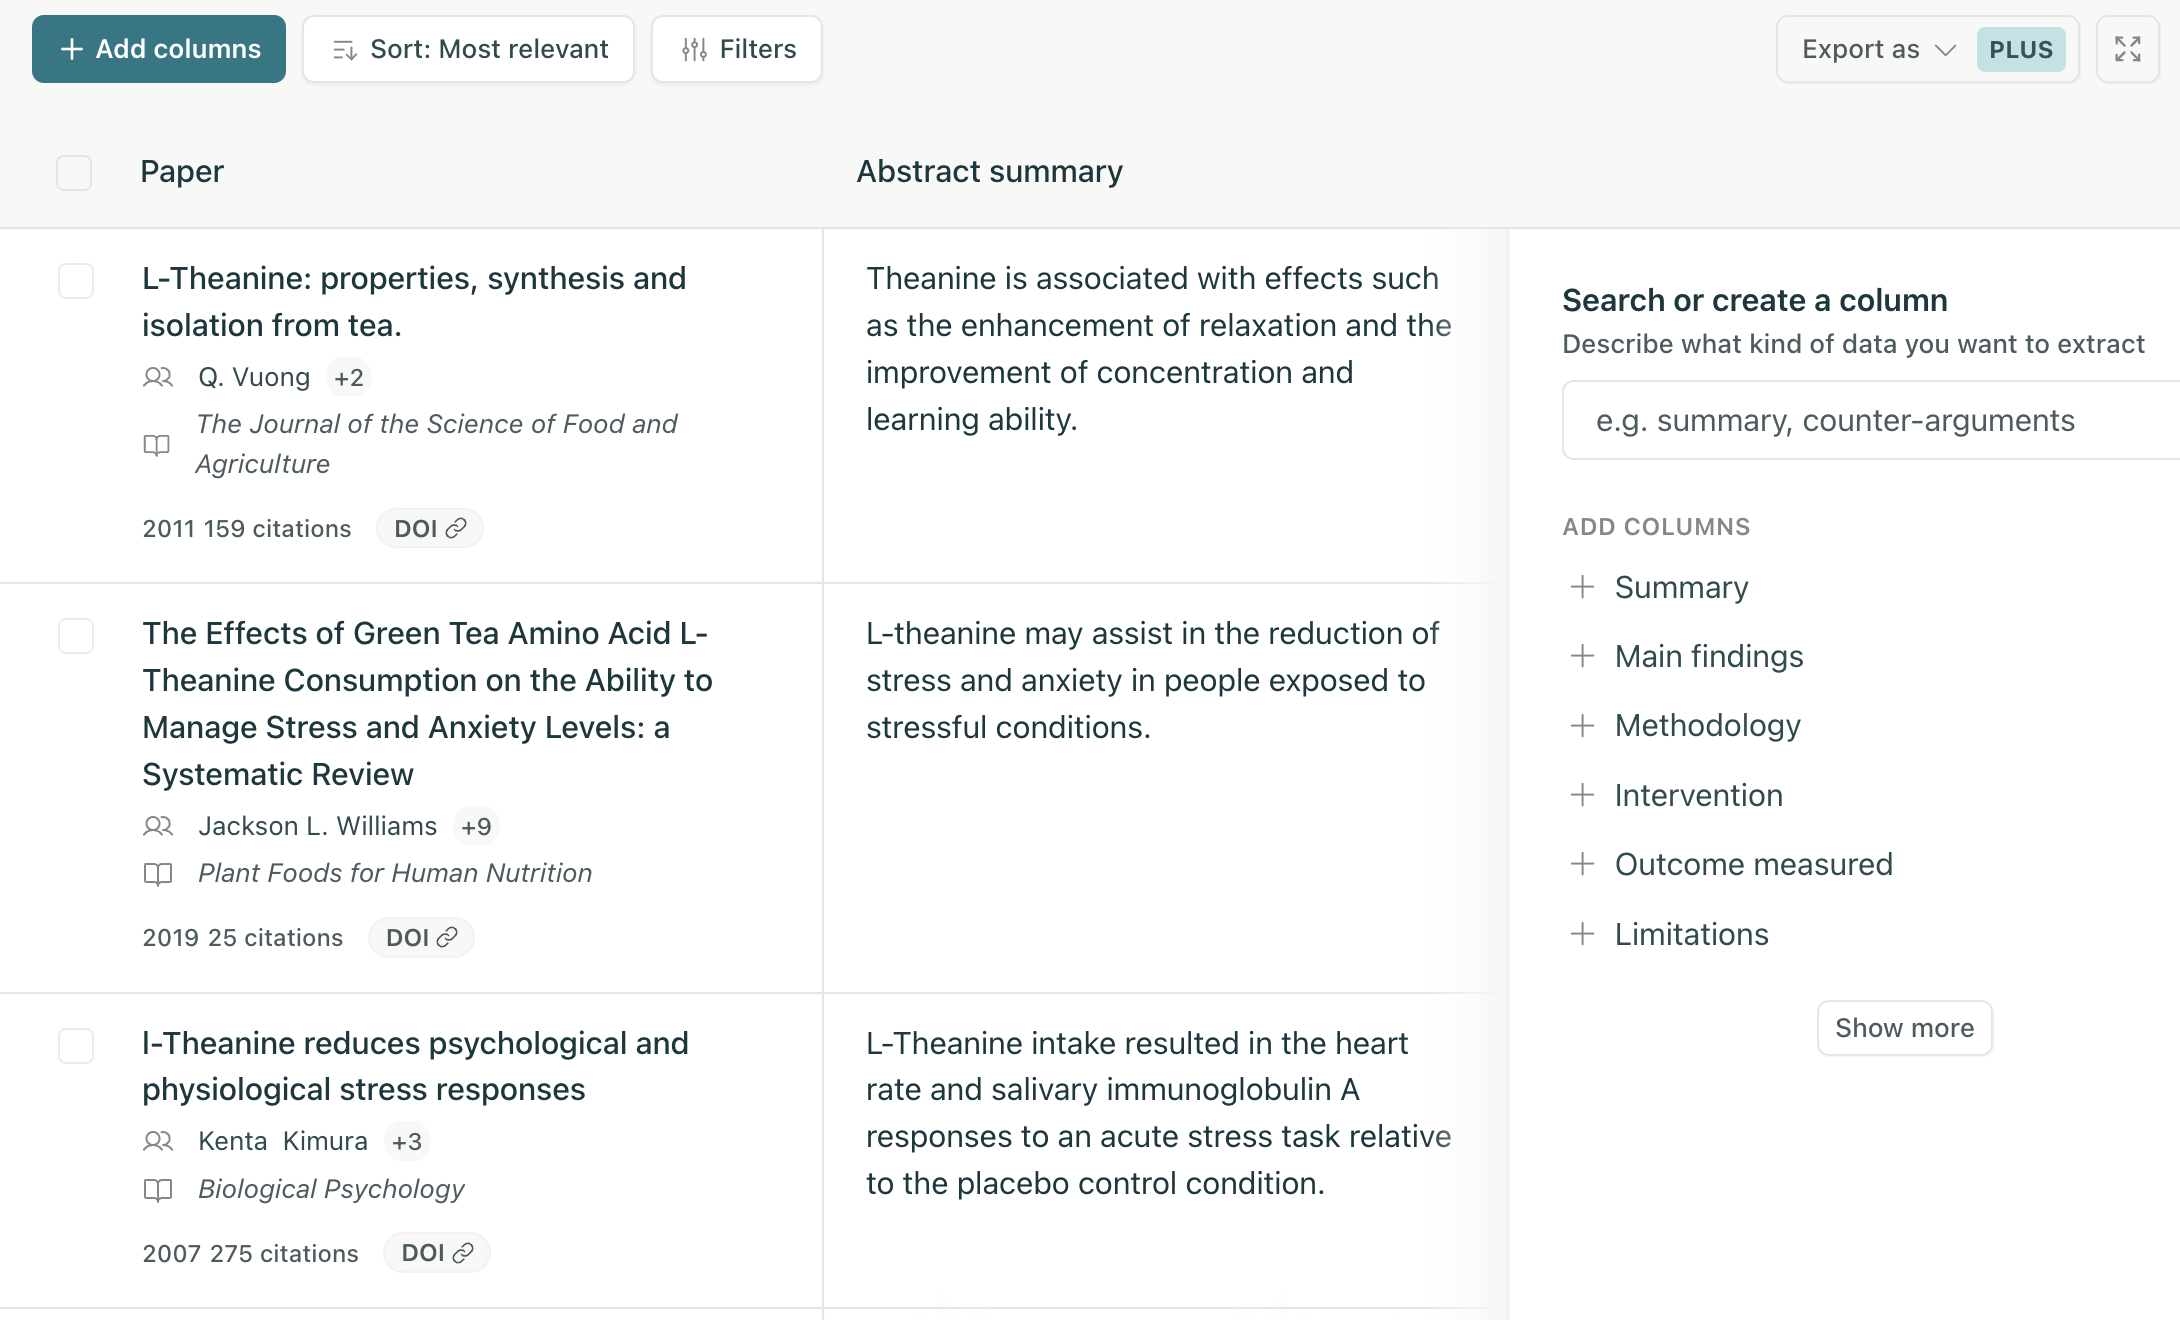 + Add columns
Sort: Most relevant
Filters
Export as
PLUS
Paper
Abstract summary
L-Theanine: properties, synthesis and
isolation from tea.
Q. Vuong +2
The Journal of the Science of Food and
Agriculture
2011 159 citations DOI
Theanine is associated with effects such
as the enhancement of relaxation and the
improvement of concentration and
learning ability.
The Effects of Green Tea Amino Acid L-
Theanine Consumption on the Ability to
Manage Stress and Anxiety Levels: a
Systematic Review
Jackson L. Williams +9
Plant Foods for Human Nutrition
2019 25 citations DOI
L-theanine may assist in the reduction of
stress and anxiety in people exposed to
stressful conditions.
l-Theanine reduces psychological and
physiological stress responses
Kenta Kimura +3
Biological Psychology
2007 275 citations DOI
L-Theanine intake resulted in the heart
rate and salivary immunoglobulin A
responses to an acute stress task relative
to the placebo control condition.
Search or create a column
Describe what kind of data you want to extract
e.g. summary, counter-arguments
ADD COLUMNS
+ Summary
+ Main findings
+ Methodology
+ Intervention
+ Outcome measured
+ Limitations
Show more